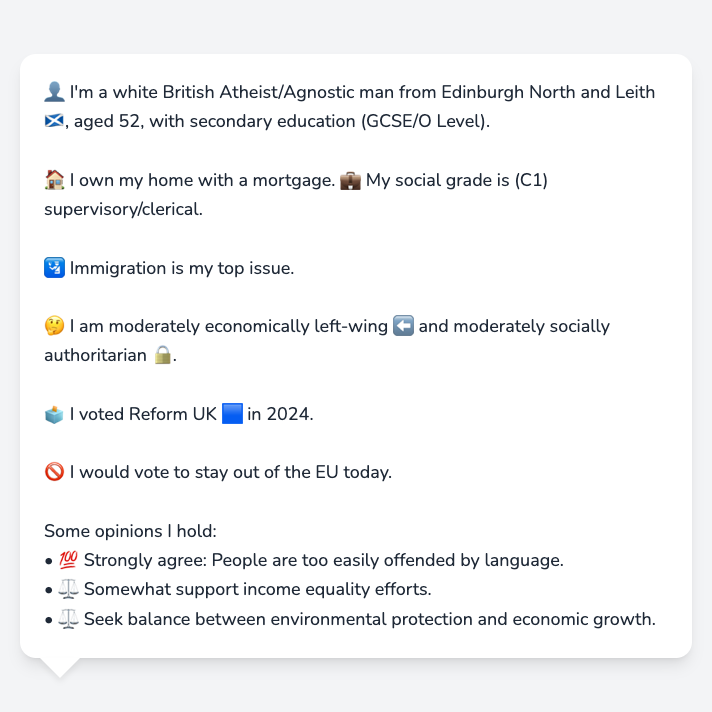 👤 I'm a white British Atheist/Agnostic man from Edinburgh North and Leith
🏴󠁧󠁢󠁳󠁣󠁴󠁿, aged 52, with secondary education (GCSE/O Level).
🏠 I own my home with a mortgage. 💼 My social grade is (C1)
supervisory/clerical.
🛂 Immigration is my top issue.
🤔 I am moderately economically left-wing ⬅️ and moderately socially
authoritarian 🔒.
🗳️ I voted Reform UK 🟦 in 2024.
🚫 I would vote to stay out of the EU today.
Some opinions I hold:
• 💯 Strongly agree: People are too easily offended by language.
• ⚖️ Somewhat support income equality efforts.
• ⚖️ Seek balance between environmental protection and economic growth.